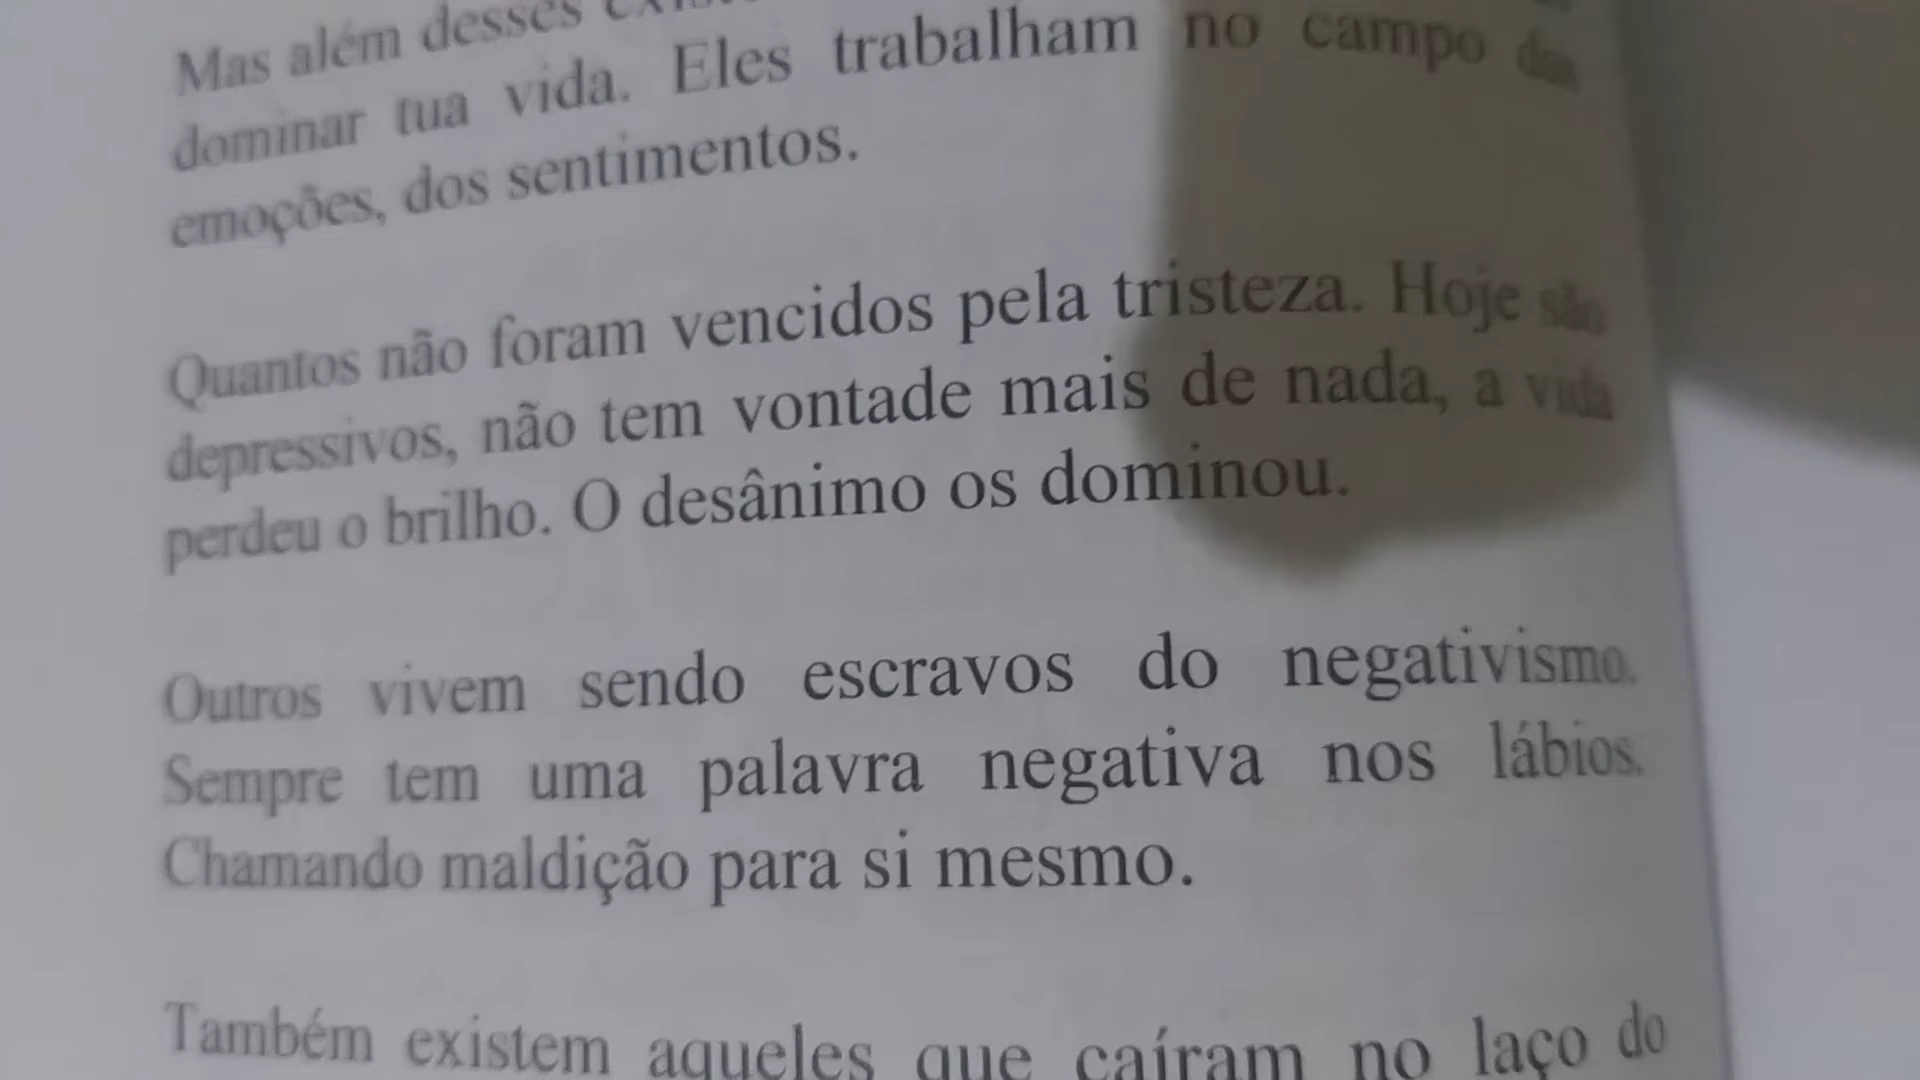 Mas além desses
dominar tua vida. Eles trabalham no campo das
emoções, dos sentimentos.
Quantos não foram vencidos pela tristeza. Hoje são
depressivos, não tem vontade mais de nada, a vida
perdeu o brilho. O desânimo os dominou.
Outros vivem sendo escravos do negativismo.
Sempre tem uma palavra negativa nos lábios.
Chamando maldição para si mesmo.
Também existem aqueles que caíram no laço do